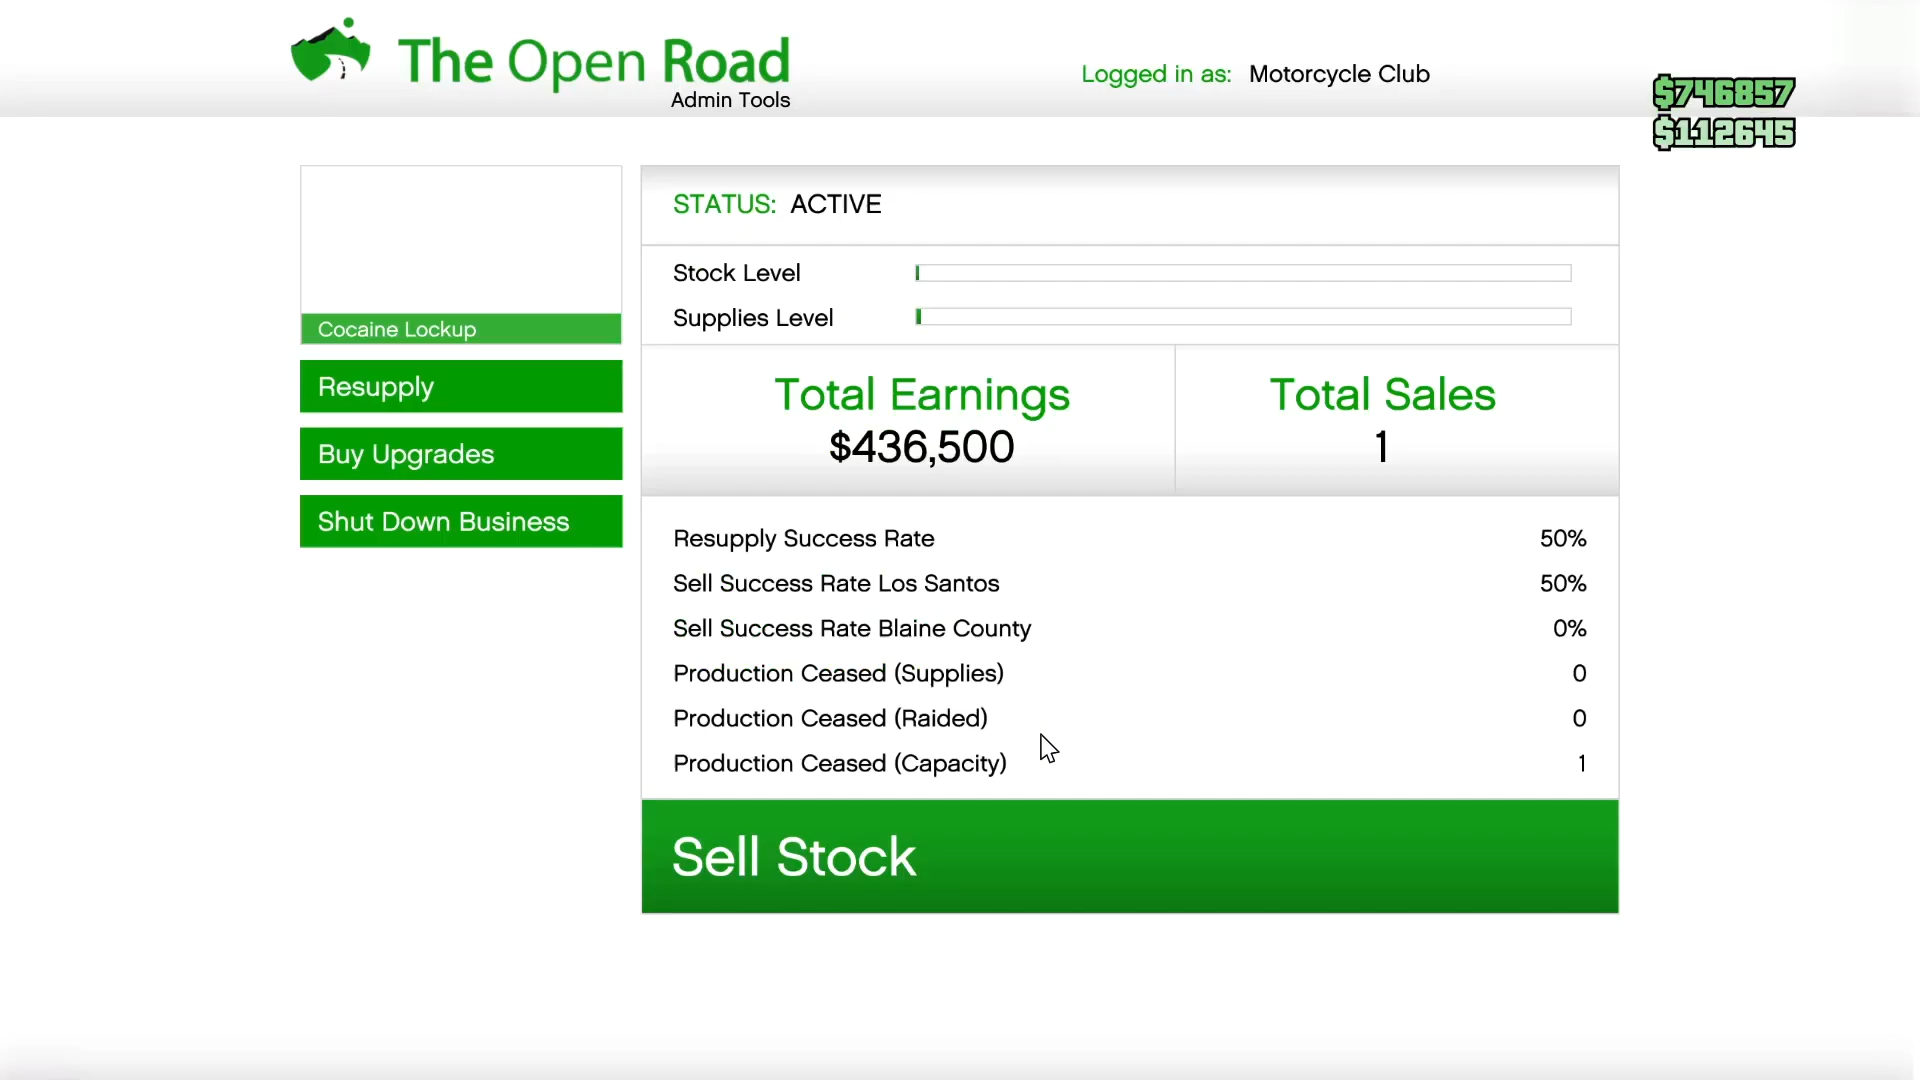 The Open Road
Admin Tools
Logged in as: Motorcycle Club
$746857
$112645
Cocaine Lockup
Resupply
Buy Upgrades
Shut Down Business
STATUS: ACTIVE
Stock Level
Supplies Level
Total Earnings
$436,500
Total Sales
1
Resupply Success Rate 50%
Sell Success Rate Los Santos 50%
Sell Success Rate Blaine County 0%
Production Ceased (Supplies) 0
Production Ceased (Raided) 0
Production Ceased (Capacity) 1
Sell Stock